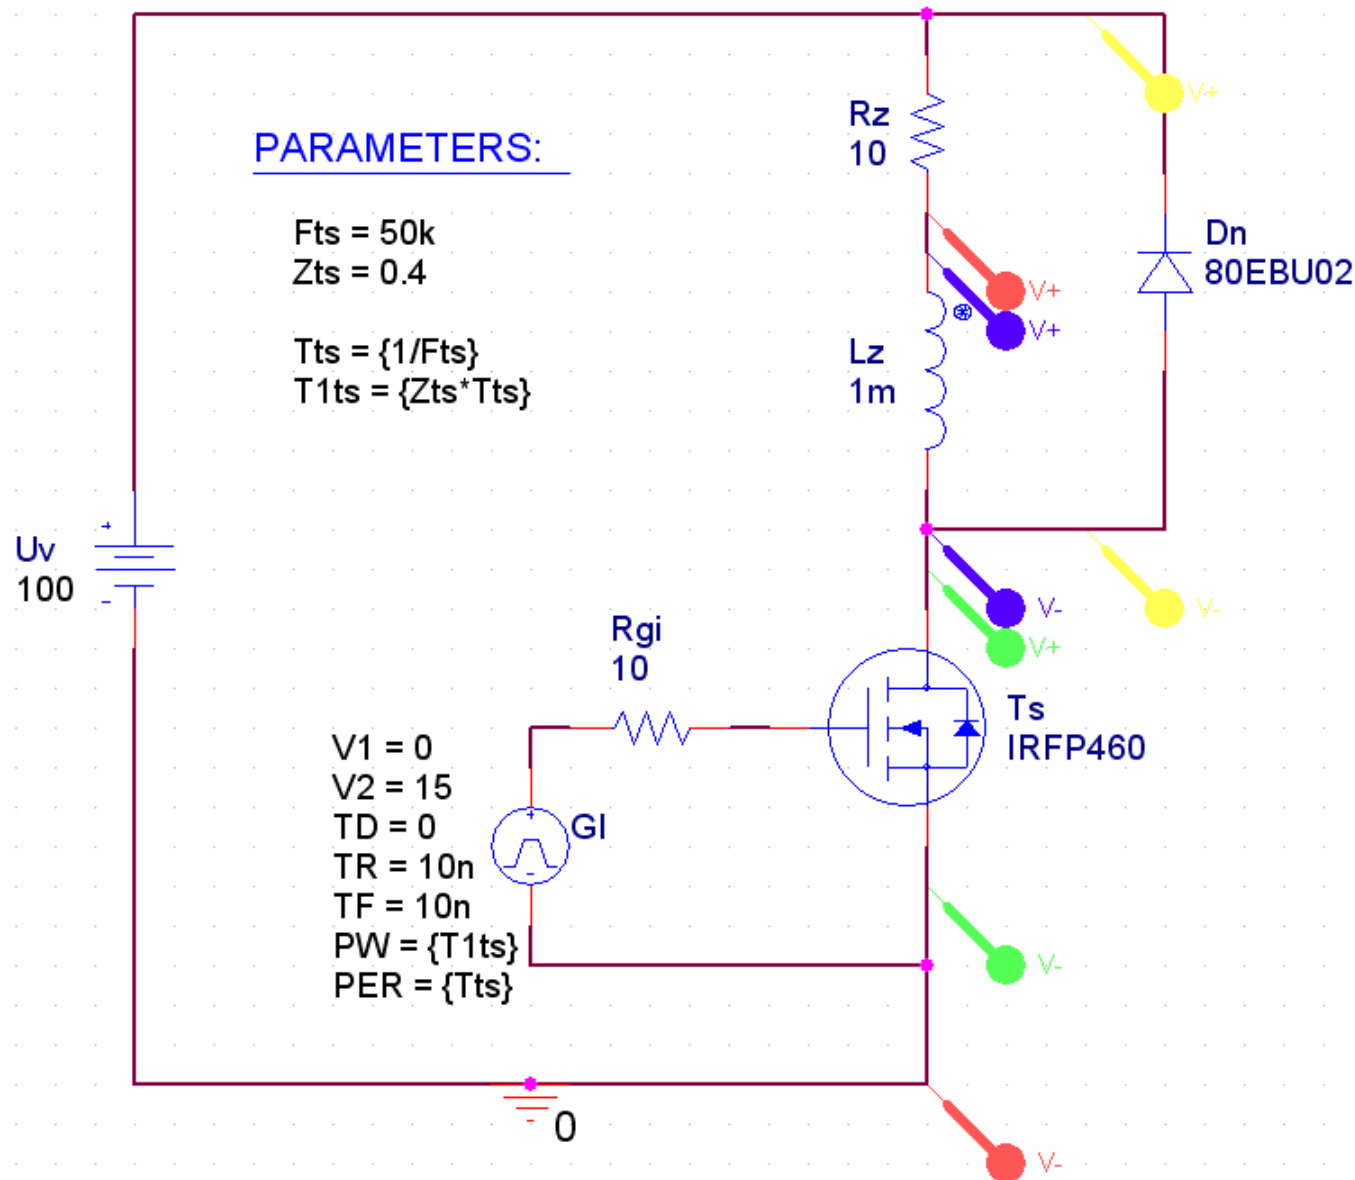 V+
Rz
10
PARAMETERS:
Fts = 50k
Zts = 0.4
Tts = {1/Fts}
T1ts = {Zts*Tts}
V+
V+
Dn
80EBU02
Lz
1m
+
Uv
100
-
V-
V+
V-
Rgi
10
Ts
IRFP460
V1 = 0
V2 = 15
TD = 0
TR = 10n
TF = 10n
PW = {T1ts}
PER = {Tts}
+
GI
-
V-
0
V-